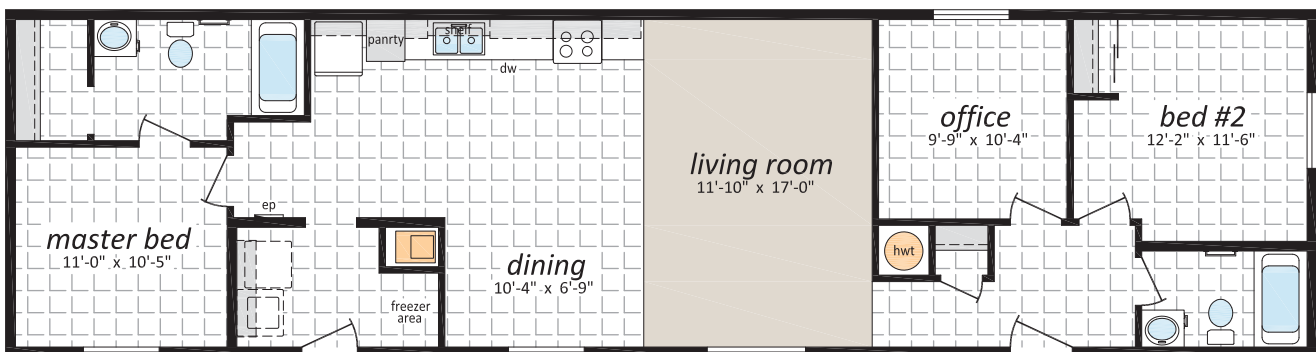 shelf
panrty
dw
office
9'-9" x 10'-4"
bed #2
12'-2" x 11'-6"
living room
11'-10" x 17'-0"
ep
master bed
11'-0" x 10'-5"
dining
10'-4" x 6'-9"
hwt
freezer
area